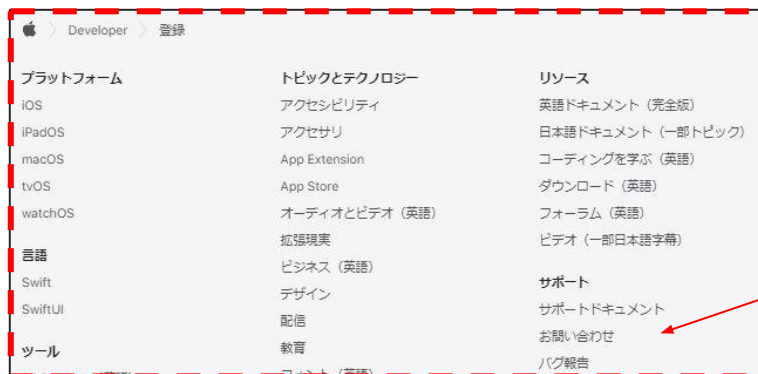 Developer 登録
プラットフォーム
iOS
iPadOS
macOS
tvOS
watchOS
言語
Swift
SwiftUI
ツール
トピックとテクノロジー
アクセシビリティ
アクセサリ
App Extension
App Store
オーディオとビデオ（英語）
拡張現実
ビジネス（英語）
デザイン
配信
教育
フォント（英語）
リソース
英語ドキュメント（完全版）
日本語ドキュメント（一部トピック）
コーディングを学ぶ（英語）
ダウンロード（英語）
フォーラム（英語）
ビデオ（一部日本語字幕）
サポート
サポートドキュメント
お問い合わせ
バグ報告